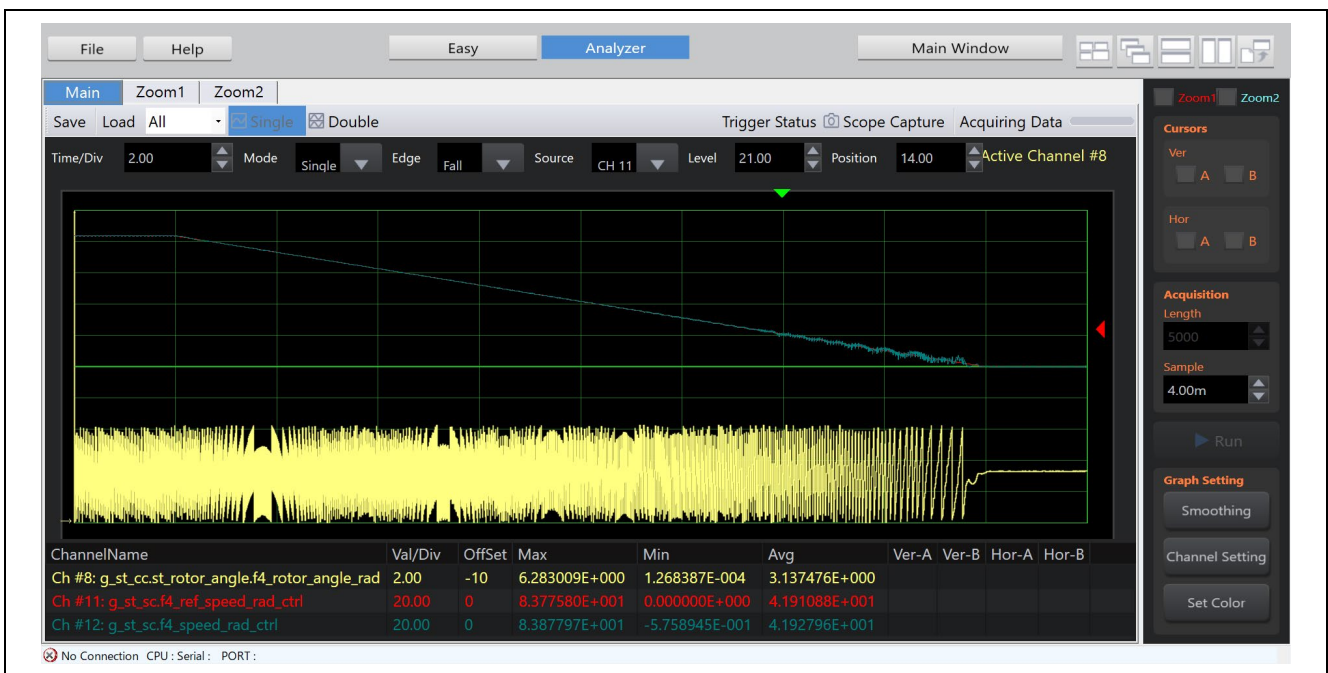 File Help Easy Analyzer Main Window
Main Zoom1 Zoom2
Save Load All Single Double Trigger Status Scope Capture Acquiring Data
Time/Div 2.00 Mode Single Edge Fall Source CH 11 Level 21.00 Position 14.00 Active Channel #8
Zoom1 Zoom2
Cursors
Ver
A B
Hor
A B
Acquisition
Length
5000
Sample
4.00m
Run
Graph Setting
Smoothing
Channel Setting
Set Color
ChannelName Val/Div OffSet Max Min Avg Ver-A Ver-B Hor-A Hor-B
Ch #8: g_st_cc.st_rotor_angle.f4_rotor_angle_rad 2.00 -10 6.283009E+000 1.268387E-004 3.137476E+000
Ch #11: g_st_sc.f4_ref_speed_rad_ctrl 20.00 0 8.377580E+001 0.000000E+000 4.191088E+001
Ch #12: g_st_sc.f4_speed_rad_ctrl 20.00 0 8.387797E+001 -5.758945E-001 4.192796E+001
No Connection CPU : Serial : PORT :